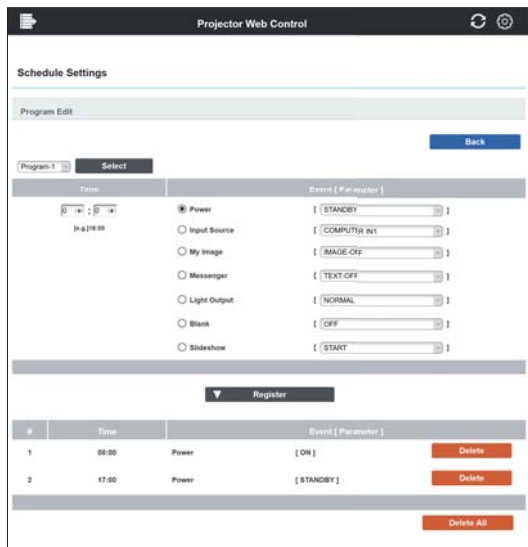 Projector Web Control
Schedule Settings
Program Edit
Back
Program-1 Select
Time Event [ Parameter ]
0 : 0 Power [ STANDBY ]
[e.g.]18:05 Input Source [ COMPUTER IN1 ]
My Image [ IMAGE-OFF ]
Messenger [ TEXT-OFF ]
Light Output [ NORMAL ]
Blank [ OFF ]
Slideshow [ START ]
Register
# Time Event [ Parameter ]
1 08:00 Power [ ON ] Delete
2 17:00 Power [ STANDBY ] Delete
Delete All